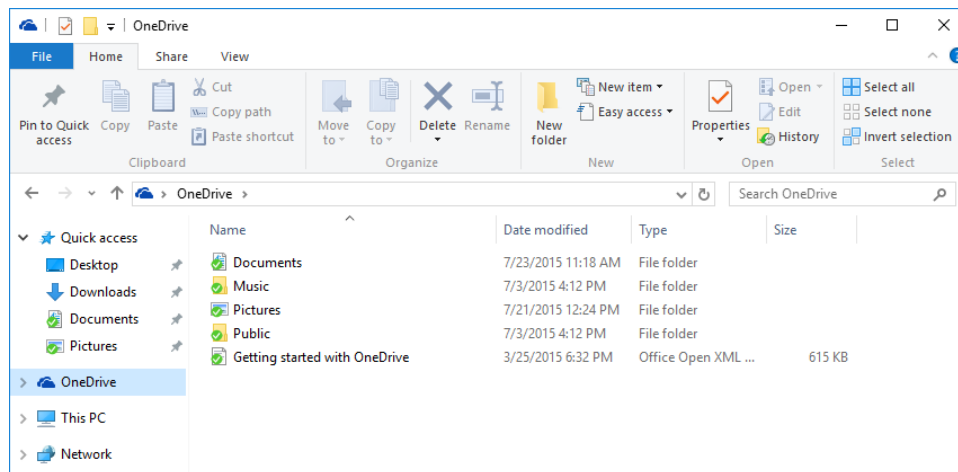 OneDrive
File Home Share View
Pin to Quick access
Copy
Paste
Cut
Copy path
Paste shortcut
Clipboard
Move to
Copy to
Delete
Rename
Organize
New folder
New item
Easy access
New
Properties
Open
Edit
History
Open
Select all
Select none
Invert selection
Select
OneDrive
Search OneDrive
Quick access
Desktop
Downloads
Documents
Pictures
OneDrive
This PC
Network
Name Date modified Type Size
Documents 7/23/2015 11:18 AM File folder
Music 7/3/2015 4:12 PM File folder
Pictures 7/21/2015 12:24 PM File folder
Public 7/3/2015 4:12 PM File folder
Getting started with OneDrive 3/25/2015 6:32 PM Office Open XML ... 615 KB